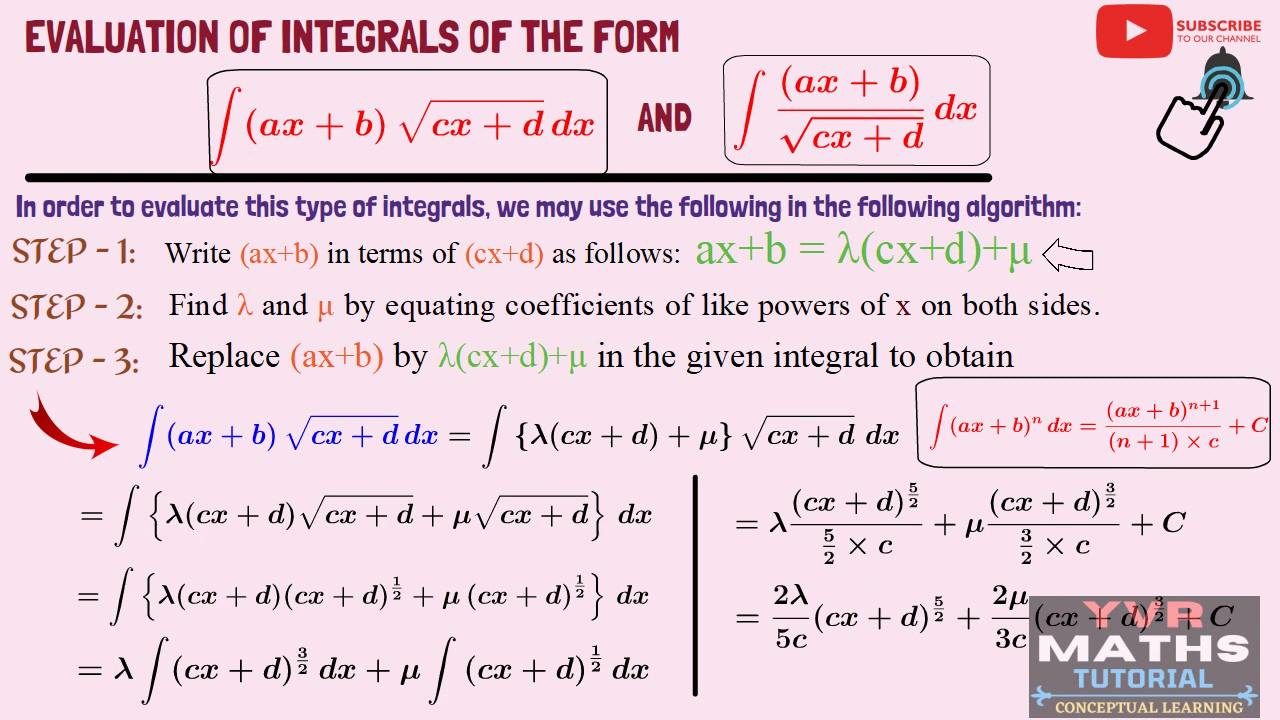 EVALUATION OF INTEGRALS OF THE FORM
SUBSCRIBE
TO OUR CHANNEL
∫(ax + b) √(cx + d) dx AND ∫ (ax + b)/√(cx + d) dx
In order to evaluate this type of integrals, we may use the following in the following algorithm:
STEP - 1: Write (ax+b) in terms of (cx+d) as follows: ax+b = λ(cx+d)+μ
STEP - 2: Find λ and μ by equating coefficients of like powers of x on both sides.
STEP - 3: Replace (ax+b) by λ(cx+d)+μ in the given integral to obtain
∫(ax + b) √(cx + d) dx = ∫{λ(cx + d) + μ} √(cx + d) dx
∫(ax + b)^n dx = (ax + b)^(n+1)/((n + 1) × c) + C
= ∫{λ(cx + d)√(cx + d) + μ√(cx + d)} dx
= ∫{λ(cx + d)(cx + d)^(1/2) + μ (cx + d)^(1/2)} dx
= λ∫(cx + d)^(3/2) dx + μ∫(cx + d)^(1/2) dx
= λ (cx + d)^(5/2)/(5/2 × c) + μ (cx + d)^(3/2)/(3/2 × c) + C
= 2λ/5c (cx + d)^(5/2) + 2μ/3c (cx + d)^(3/2) + C
YVR
MATHS
TUTORIAL
CONCEPTUAL LEARNING